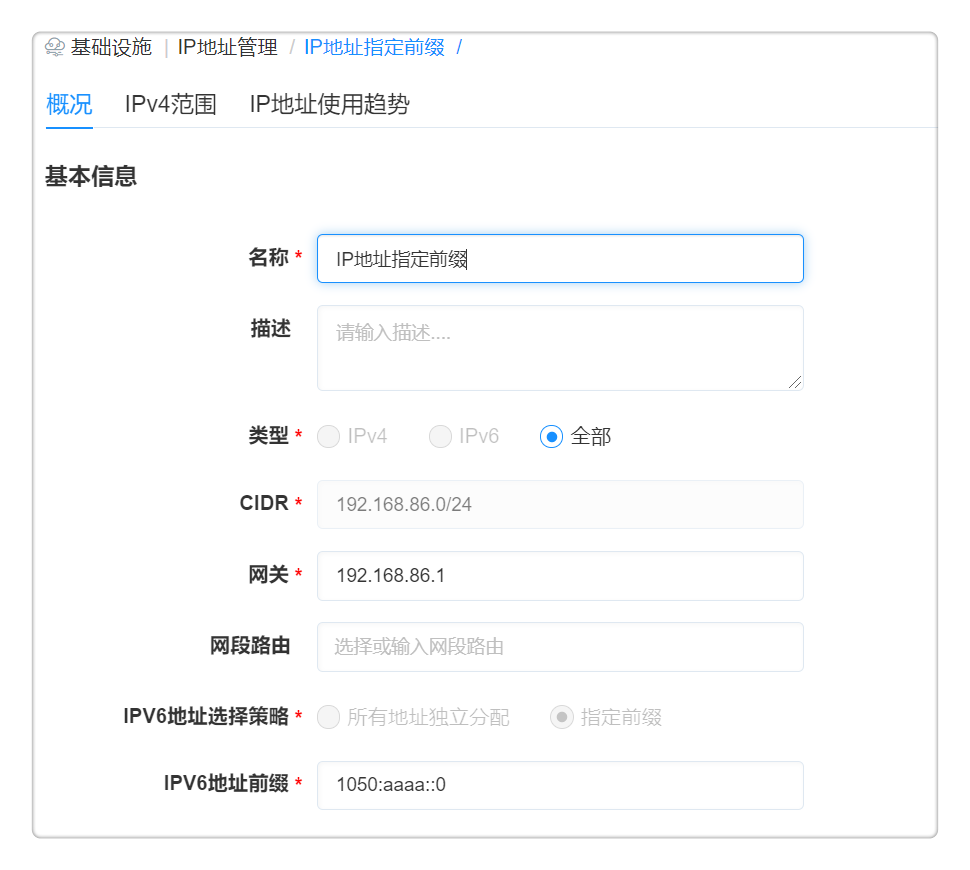 基础设施 | IP地址管理 / IP地址指定前缀 /
概况 IPv4范围 IP地址使用趋势
基本信息
名称 * IP地址指定前缀
描述 请输入描述....
类型 * IPv4 IPv6 全部
CIDR * 192.168.86.0/24
网关 * 192.168.86.1
网段路由 选择或输入网段路由
IPV6地址选择策略 * 所有地址独立分配 指定前缀
IPV6地址前缀 * 1050:aaaa::0